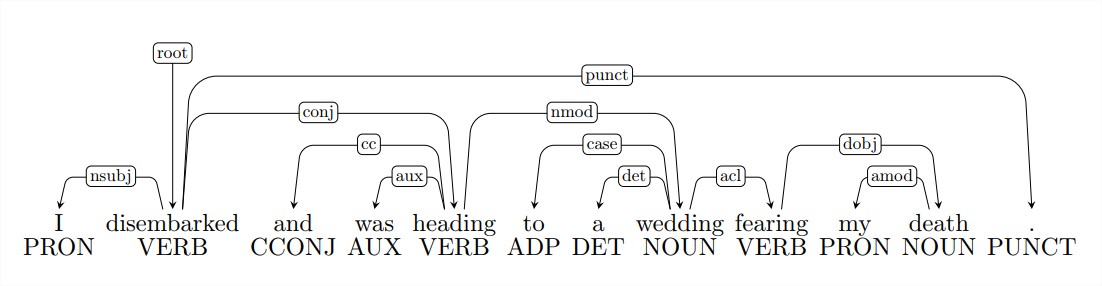 root
punct
conj nmod
cc case dobj
nsubj aux det acl amod
I disembarked and was heading to a wedding fearing my death .
PRON VERB CCONJ AUX VERB ADP DET NOUN VERB PRON NOUN PUNCT